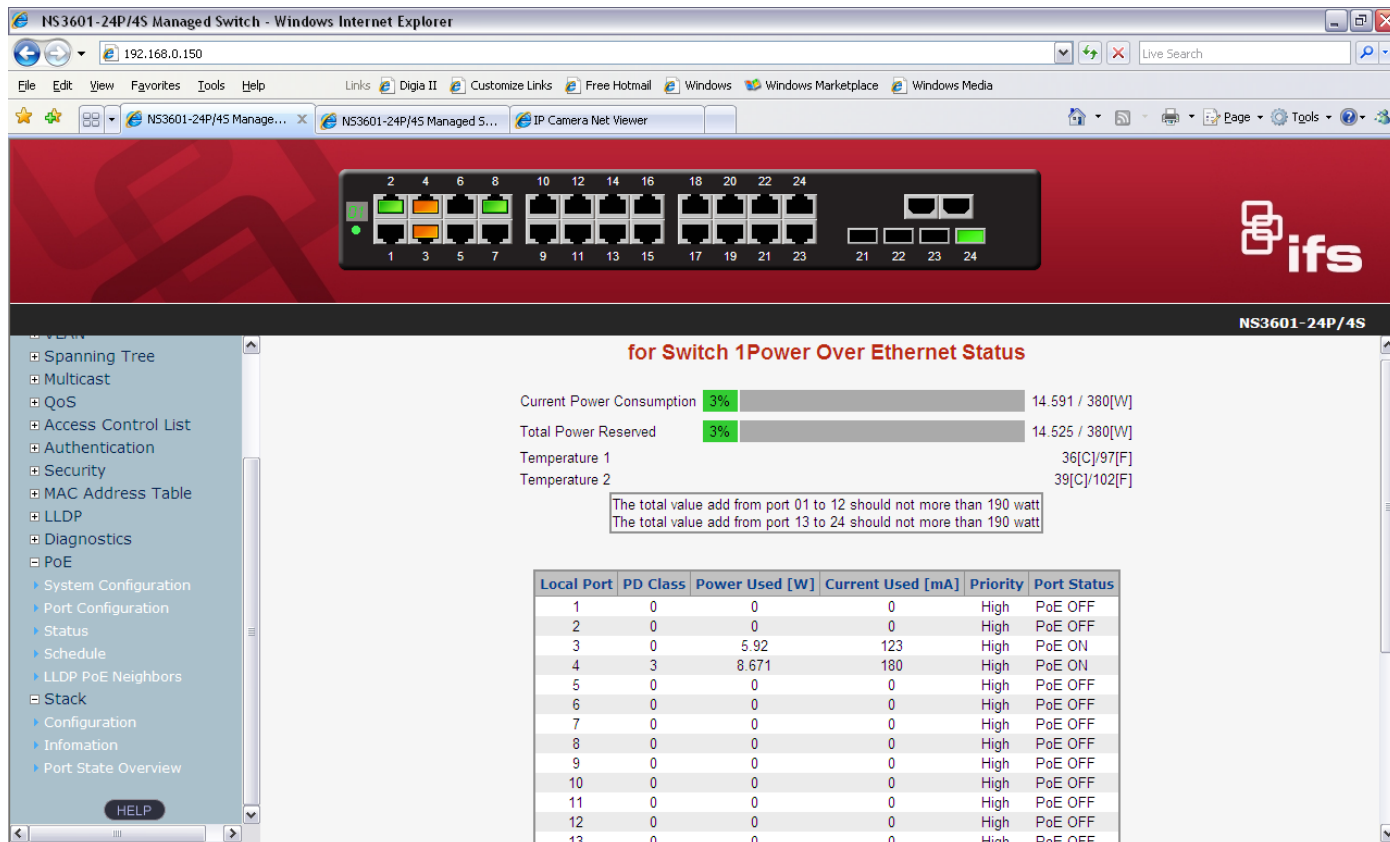 NS3601-24P/4S Managed Switch - Windows Internet Explorer
192.168.0.150
Live Search
File Edit View Favorites Tools Help Links Digia II Customize Links Free Hotmail Windows Windows Marketplace Windows Media
NS3601-24P/4S Manage... X NS3601-24P/4S Managed S... IP Camera Net Viewer Page Tools
2 4 6 8 10 12 14 16 18 20 22 24
1 3 5 7 9 11 13 15 17 19 21 23 21 22 23 24
ifs
NS3601-24P/4S
VLAN
Spanning Tree
Multicast
QoS
Access Control List
Authentication
Security
MAC Address Table
LLDP
Diagnostics
PoE
System Configuration
Port Configuration
Status
Schedule
LLDP PoE Neighbors
Stack
Configuration
Infomation
Port State Overview
HELP
for Switch 1Power Over Ethernet Status
Current Power Consumption 3% 14.591 / 380[W]
Total Power Reserved 3% 14.525 / 380[W]
Temperature 1 36[C]/97[F]
Temperature 2 39[C]/102[F]
The total value add from port 01 to 12 should not more than 190 watt
The total value add from port 13 to 24 should not more than 190 watt
Local Port PD Class Power Used [W] Current Used [mA] Priority Port Status
1 0 0 0 High PoE OFF
2 0 0 0 High PoE OFF
3 0 5.92 123 High PoE ON
4 3 8.671 180 High PoE ON
5 0 0 0 High PoE OFF
6 0 0 0 High PoE OFF
7 0 0 0 High PoE OFF
8 0 0 0 High PoE OFF
9 0 0 0 High PoE OFF
10 0 0 0 High PoE OFF
11 0 0 0 High PoE OFF
12 0 0 0 High PoE OFF
13 0 0 0 High PoE OFF